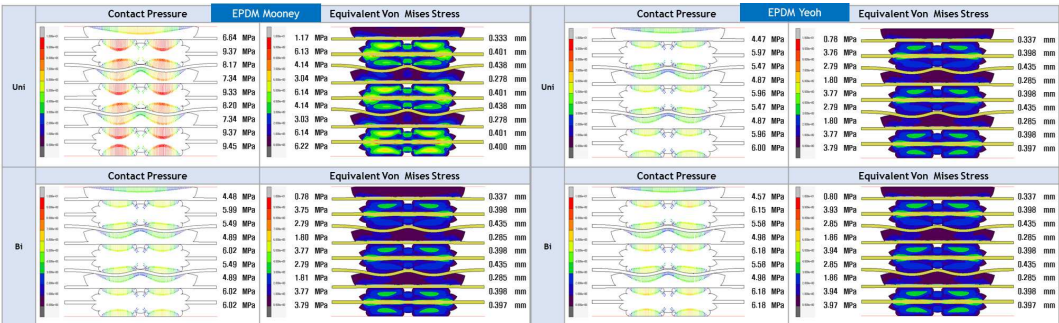 EPDM Mooney
Contact Pressure
Equivalent Von Mises Stress
Uni
6.64 MPa
9.37 MPa
8.17 MPa
7.34 MPa
9.33 MPa
8.20 MPa
7.34 MPa
9.37 MPa
9.45 MPa
1.17 MPa
6.13 MPa
4.14 MPa
3.04 MPa
6.14 MPa
4.14 MPa
3.03 MPa
6.14 MPa
6.22 MPa
0.333 mm
0.401 mm
0.438 mm
0.278 mm
0.401 mm
0.438 mm
0.278 mm
0.401 mm
0.400 mm
Contact Pressure
Equivalent Von Mises Stress
Bi
4.48 MPa
5.99 MPa
5.49 MPa
4.89 MPa
6.02 MPa
5.49 MPa
4.89 MPa
6.02 MPa
6.02 MPa
0.78 MPa
3.75 MPa
2.79 MPa
1.80 MPa
3.77 MPa
2.79 MPa
1.81 MPa
3.77 MPa
3.79 MPa
0.337 mm
0.398 mm
0.435 mm
0.285 mm
0.398 mm
0.435 mm
0.285 mm
0.398 mm
0.397 mm
EPDM Yeoh
Contact Pressure
Equivalent Von Mises Stress
Uni
4.47 MPa
5.97 MPa
5.47 MPa
4.87 MPa
5.96 MPa
5.47 MPa
4.87 MPa
5.96 MPa
6.00 MPa
0.78 MPa
3.76 MPa
2.79 MPa
1.80 MPa
3.77 MPa
2.79 MPa
1.80 MPa
3.77 MPa
3.79 MPa
0.337 mm
0.398 mm
0.435 mm
0.285 mm
0.398 mm
0.435 mm
0.285 mm
0.398 mm
0.397 mm
Contact Pressure
Equivalent Von Mises Stress
Bi
4.57 MPa
6.15 MPa
5.58 MPa
4.98 MPa
6.18 MPa
5.58 MPa
4.98 MPa
6.18 MPa
6.18 MPa
0.80 MPa
3.93 MPa
2.85 MPa
1.86 MPa
3.94 MPa
2.85 MPa
1.86 MPa
3.94 MPa
3.97 MPa
0.337 mm
0.398 mm
0.435 mm
0.285 mm
0.398 mm
0.435 mm
0.285 mm
0.398 mm
0.397 mm